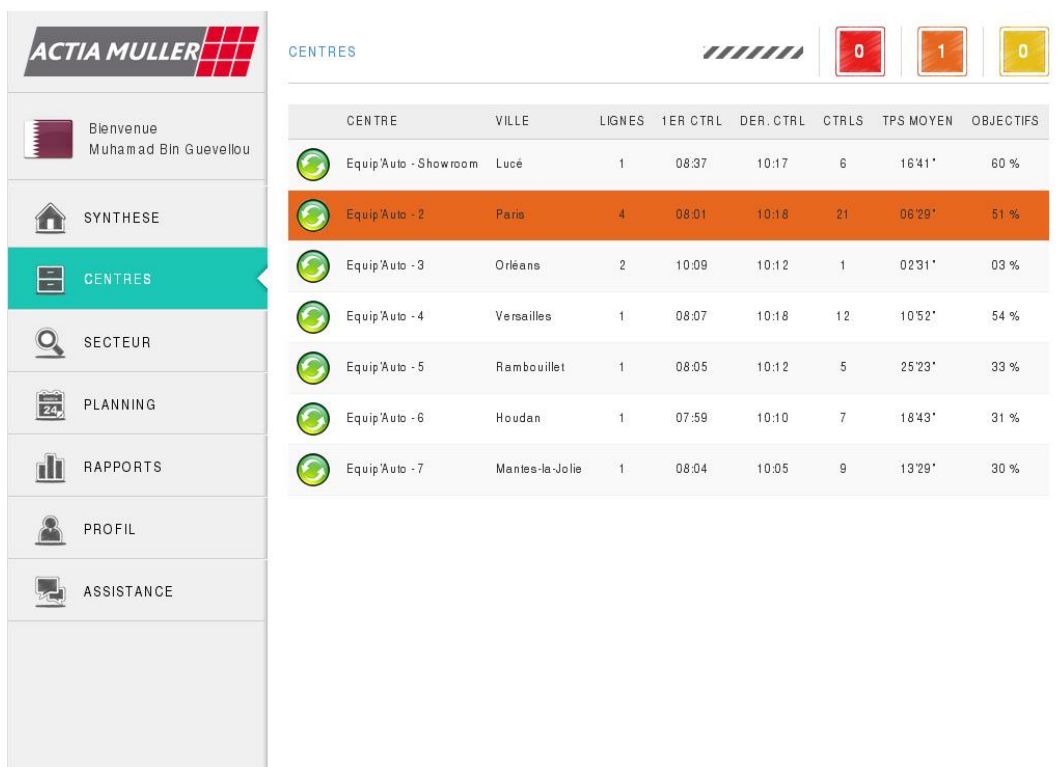 ACTIA MULLER
CENTRES
0
1
0
Bienvenue
Muhamad Bin Guevellou
SYNTHESE
CENTRES
SECTEUR
24
PLANNING
RAPPORTS
PROFIL
ASSISTANCE
CENTRE VILLE LIGNES 1ER CTRL DER. CTRL CTRLS TPS MOYEN OBJECTIFS
Equip'Auto - Showroom Lucé 1 08:37 10:17 6 16'41" 60 %
Equip'Auto - 2 Paris 4 08:01 10:18 21 06'29" 51 %
Equip'Auto - 3 Orléans 2 10:09 10:12 1 02'31" 03 %
Equip'Auto - 4 Versailles 1 08:07 10:18 12 10'52" 54 %
Equip'Auto - 5 Rambouillet 1 08:05 10:12 5 25'23" 33 %
Equip'Auto - 6 Houdan 1 07:59 10:10 7 18'43" 31 %
Equip'Auto - 7 Mantes-la-Jolie 1 08:04 10:05 9 13'29" 30 %